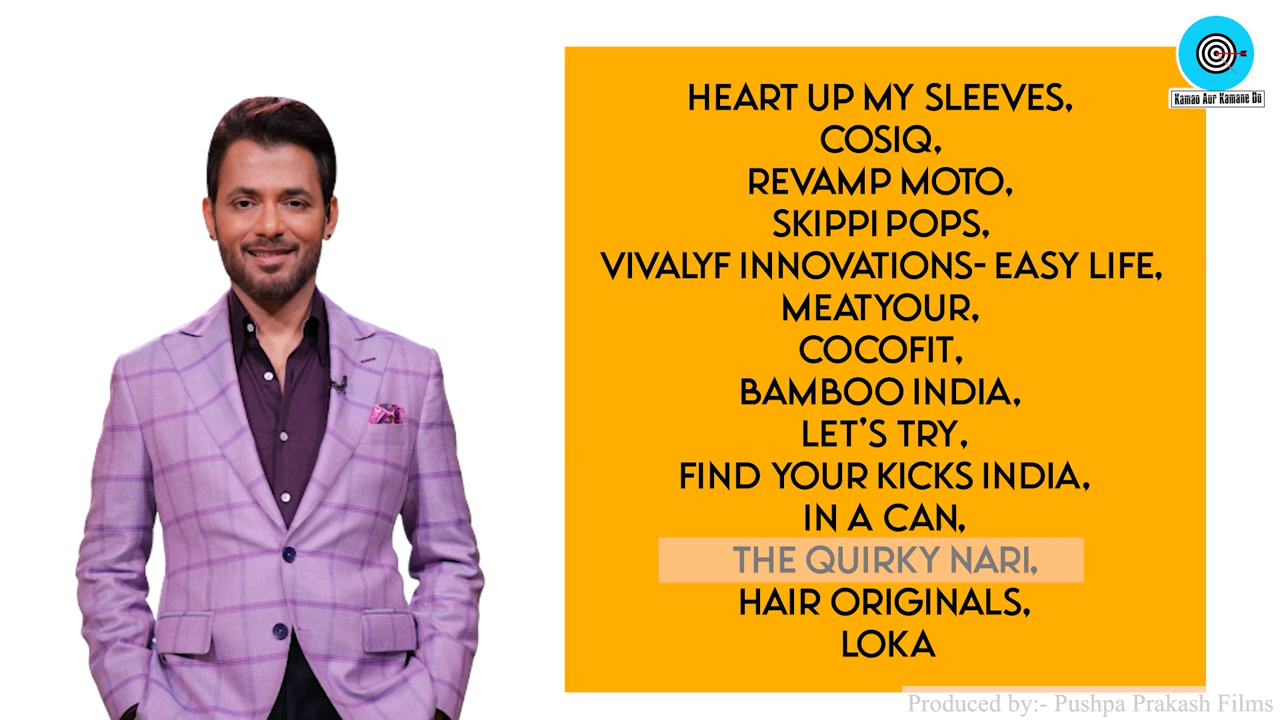 Kamao Aur Kamane Do
HEART UP MY SLEEVES,
COSIQ,
REVAMP MOTO,
SKIPPI POPS,
VIVALYF INNOVATIONS- EASY LIFE,
MEATYOUR,
COCOFIT,
BAMBOO INDIA,
LET'S TRY,
FIND YOUR KICKS INDIA,
IN A CAN,
THE QUIRKY NARI,
HAIR ORIGINALS,
LOKA
Produced by:- Pushpa Prakash Films